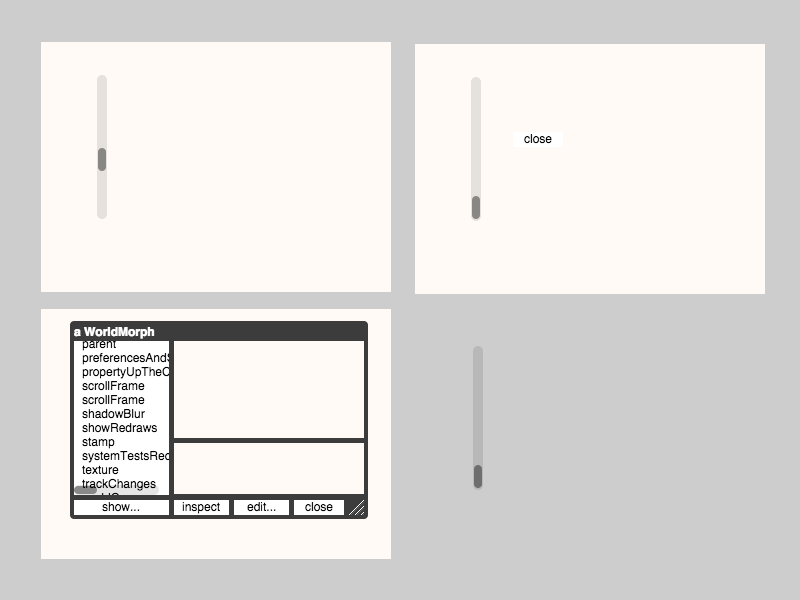 close
a WorldMorph
parent
preferencesAndS
propertyUpTheC
scrollFrame
scrollFrame
shadowBlur
showRedraws
stamp
systemTestsRec
texture
trackChanges
show...
inspect
edit...
close